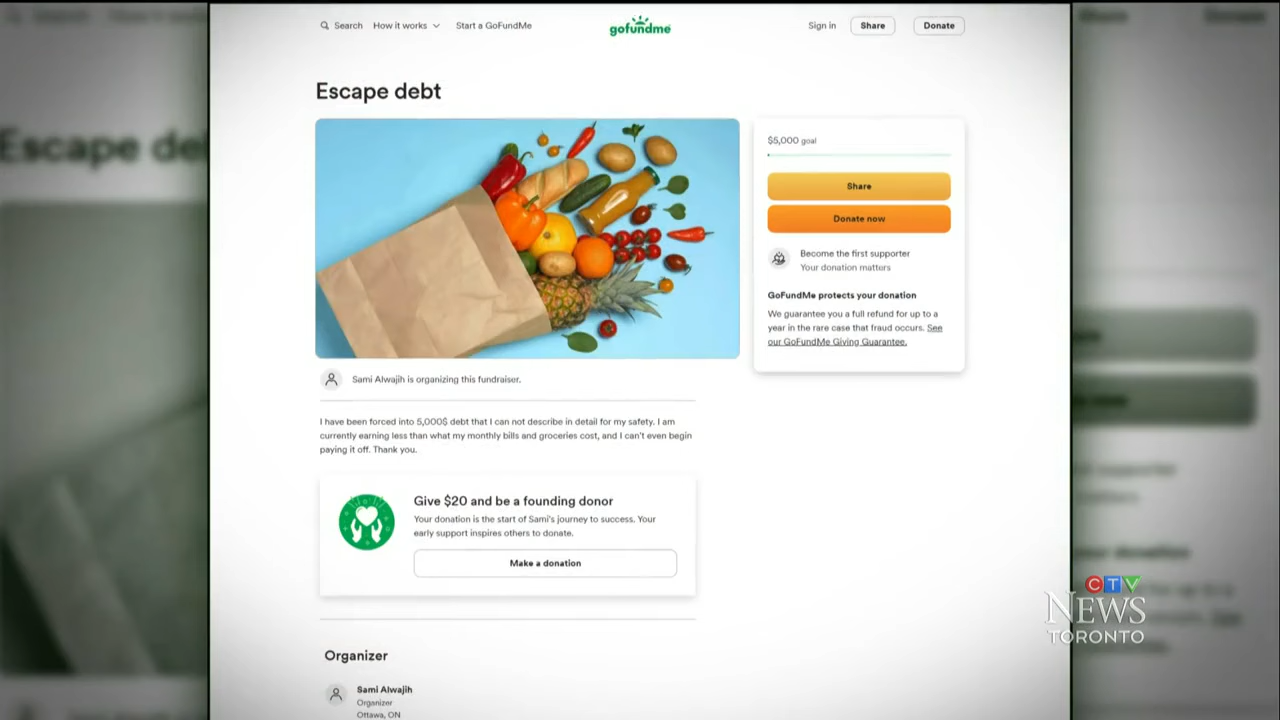 Search How it works Start a GoFundMe gofundme Sign in Share Donate
Escape debt
$5,000 goal
Share
Donate now
Become the first supporter
Your donation matters
GoFundMe protects your donation
We guarantee you a full refund for up to a
year in the rare case that fraud occurs. See
our GoFundMe Giving Guarantee.
Sami Alwajih is organizing this fundraiser.
I have been forced into 5,000$ debt that I can not describe in detail for my safety. I am
currently earning less than what my monthly bills and groceries cost, and I can't even begin
paying it off. Thank you.
Give $20 and be a founding donor
Your donation is the start of Sami's journey to success. Your
early support inspires others to donate.
Make a donation
Organizer
Sami Alwajih
Organizer
Ottawa, ON
Escape de
CTV
NEWS
TORONTO